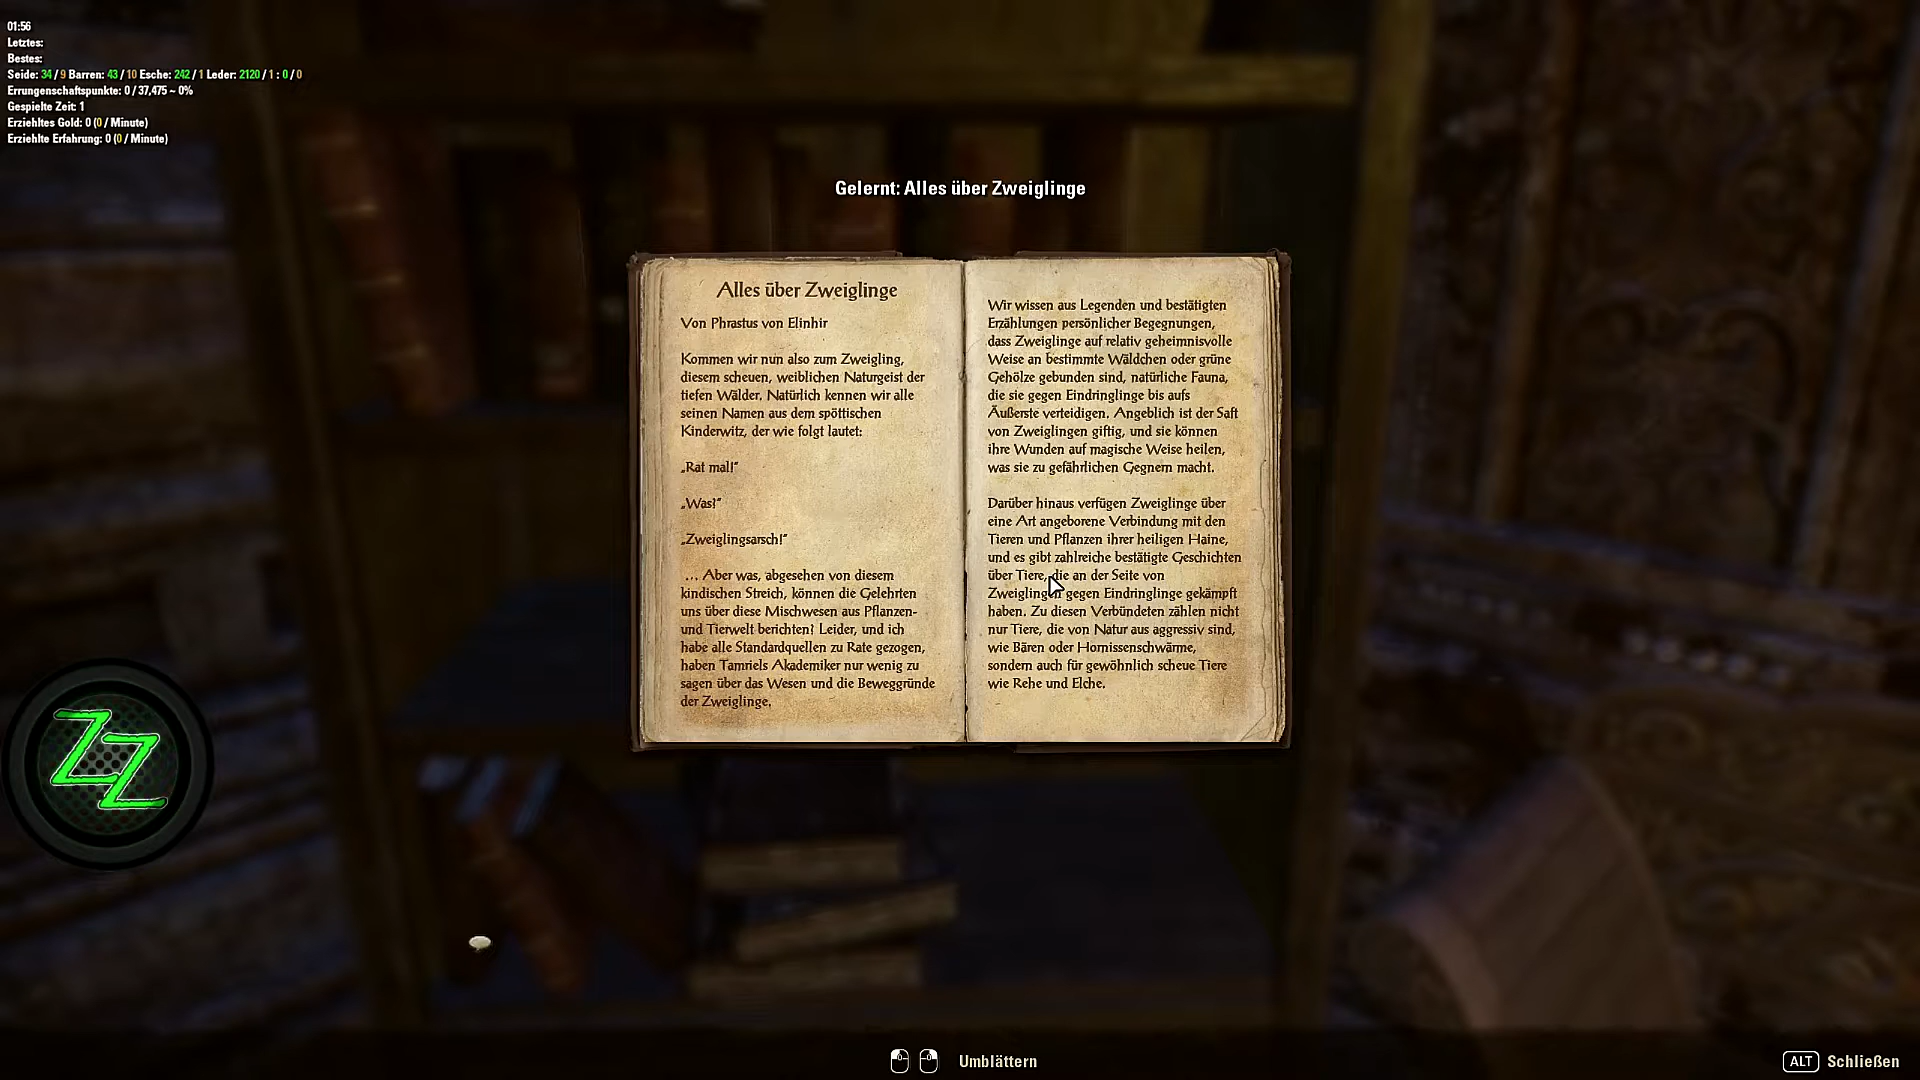 01:56
Letztes:
Bestes:
Seide: 34 / 9 Barren: 43 / 10 Esche: 242 / 1 Leder: 2120 / 1 : 0 / 0
Errungenschaftspunkte: 0 / 37,475 ~ 0%
Gespielte Zeit: 1
Erziehltes Gold: 0 (0 / Minute)
Erziehlte Erfahrung: 0 (0 / Minute)
Gelernt: Alles über Zweiglinge
Alles über Zweiglinge
Von Phrastus von Elinhir
Kommen wir nun also zum Zweigling,
diesem scheuen, weiblichen Naturgeist der
tiefen Wälder. Natürlich kennen wir alle
seinen Namen aus dem spöttischen
Kinderwitz, der wie folgt lautet:
„Rat mal!“
„Was?“
„Zweiglingsarsch!“
… Aber was, abgesehen von diesem
kindischen Streich, können die Gelehrten
uns über diese Mischwesen aus Pflanzen-
und Tierwelt berichten? Leider, und ich
habe alle Standardquellen zu Rate gezogen,
haben Tamriels Akademiker nur wenig zu
sagen über das Wesen und die Beweggründe
der Zweiglinge.
Wir wissen aus Legenden und bestätigten
Erzählungen persönlicher Begegnungen,
dass Zweiglinge auf relativ geheimnisvolle
Weise an bestimmte Wäldchen oder grüne
Gehölze gebunden sind, natürliche Fauna,
die sie gegen Eindringlinge bis aufs
Äußerste verteidigen. Angeblich ist der Saft
von Zweiglingen giftig, und sie können
ihre Wunden auf magische Weise heilen,
was sie zu gefährlichen Gegnern macht.
Darüber hinaus verfügen Zweiglinge über
eine Art angeborene Verbindung mit den
Tieren und Pflanzen ihrer heiligen Haine,
und es gibt zahlreiche bestätigte Geschichten
über Tiere, die an der Seite von
Zweiglingen gegen Eindringlinge gekämpft
haben. Zu diesen Verbündeten zählen nicht
nur Tiere, die von Natur aus aggressiv sind,
wie Bären oder Hornissenschwärme,
sondern auch für gewöhnlich scheue Tiere
wie Rehe und Elche.
ZZ
Umblättern
ALT Schließen